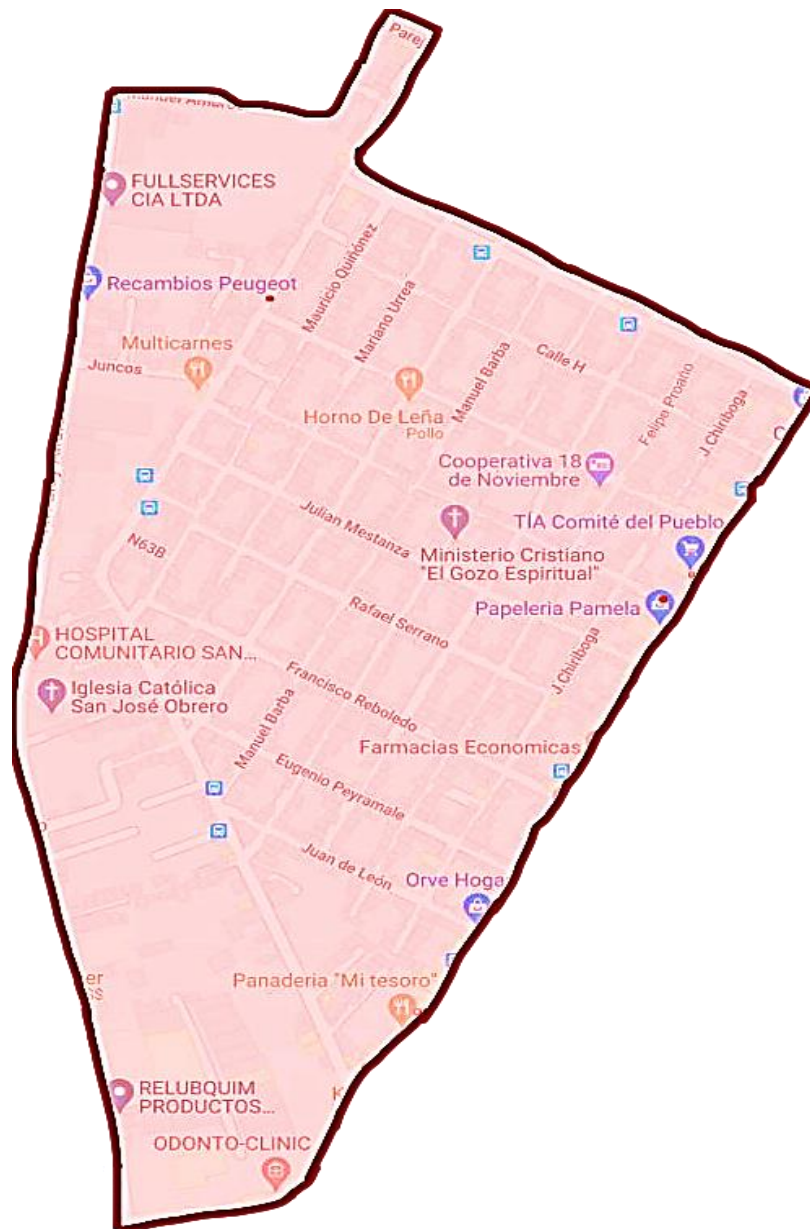 Parej
FULLSERVICES
CIA LTDA
Mauricio Quiñónez
Recambios Peugeot
Mariano Urrea
Multicarnes
Juncos
Calle H
Manuel Barba
Felipe Proaño
J.Chiriboga
Horno De Leña
Pollo
C
Cooperativa 18
de Noviembre
Julian Mestanza
TÍA Comité del Pueblo
N63B
Ministerio Cristiano
"El Gozo Espiritual"
Rafael Serrano
Papeleria Pamela
HOSPITAL
COMUNITARIO SAN...
J.Chiriboga
Francisco Reboledo
Iglesia Católica
San José Obrero
Manuel Barba
Farmacias Economicas
Eugenio Peyramale
Juan de León
Orve Hoga
er
$$
Panaderia "Mi tesoro"
K
RELUBQUIM
PRODUCTOS...
ODONTO-CLINIC